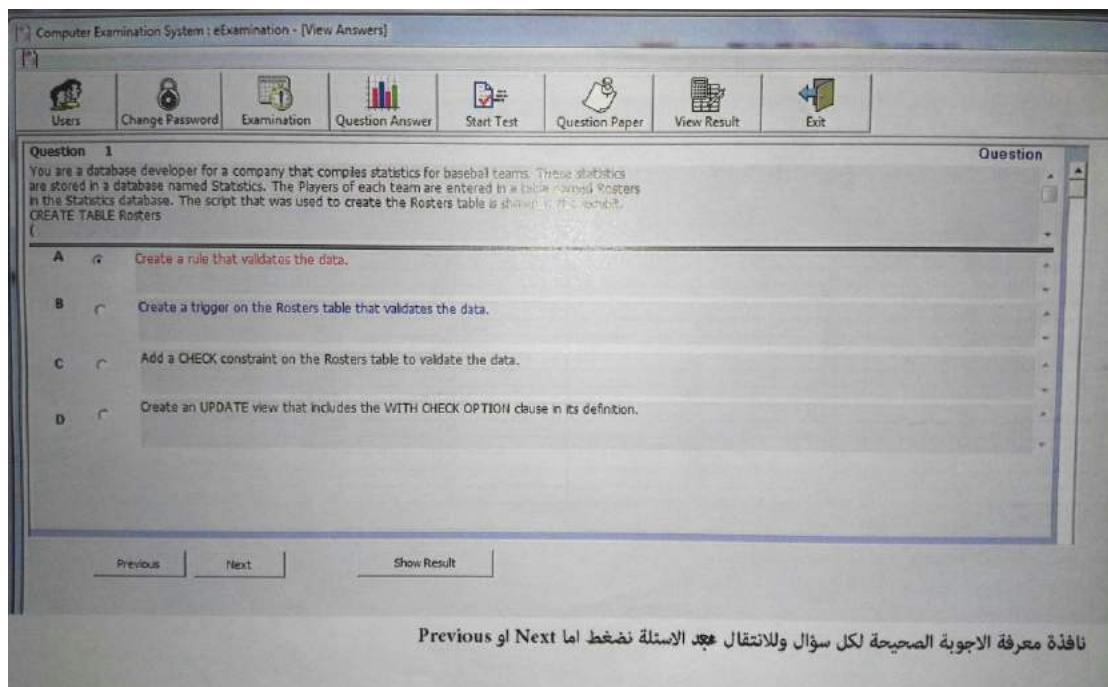 Computer Examination System : eExamination - [View Answers]
Users Change Password Examination Question Answer Start Test Question Paper View Result Exit
Question 1 Question
You are a database developer for a company that compiles statistics for baseball teams. These statistics
are stored in a database named Statistics. The Players of each team are entered in a table named Rosters
in the Statistics database. The script that was used to create the Rosters table is shown in the exhibit.
CREATE TABLE Rosters
(
A Create a rule that validates the data.
B Create a trigger on the Rosters table that validates the data.
C Add a CHECK constraint on the Rosters table to validate the data.
D Create an UPDATE view that includes the WITH CHECK OPTION clause in its definition.
Previous Next Show Result
نافذة معرفة الاجوبة الصحيحة لكل سؤال وللانتقال الاسئلة نضغط اما Next او Previous